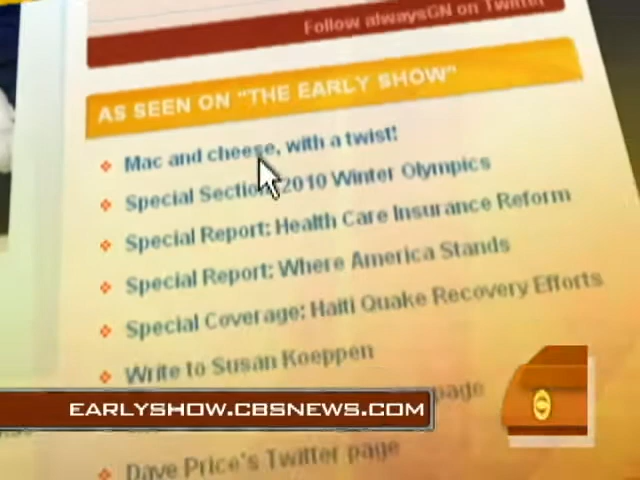 Follow alwaysGN on Twitter
AS SEEN ON "THE EARLY SHOW"
Mac and cheese, with a twist!
Special Section: 2010 Winter Olympics
Special Report: Health Care Insurance Reform
Special Report: Where America Stands
Special Coverage: Haiti Quake Recovery Efforts
Write to Susan Koeppen
page
EARLYSHOW.CBSNEWS.COM
Dave Price's Twitter page